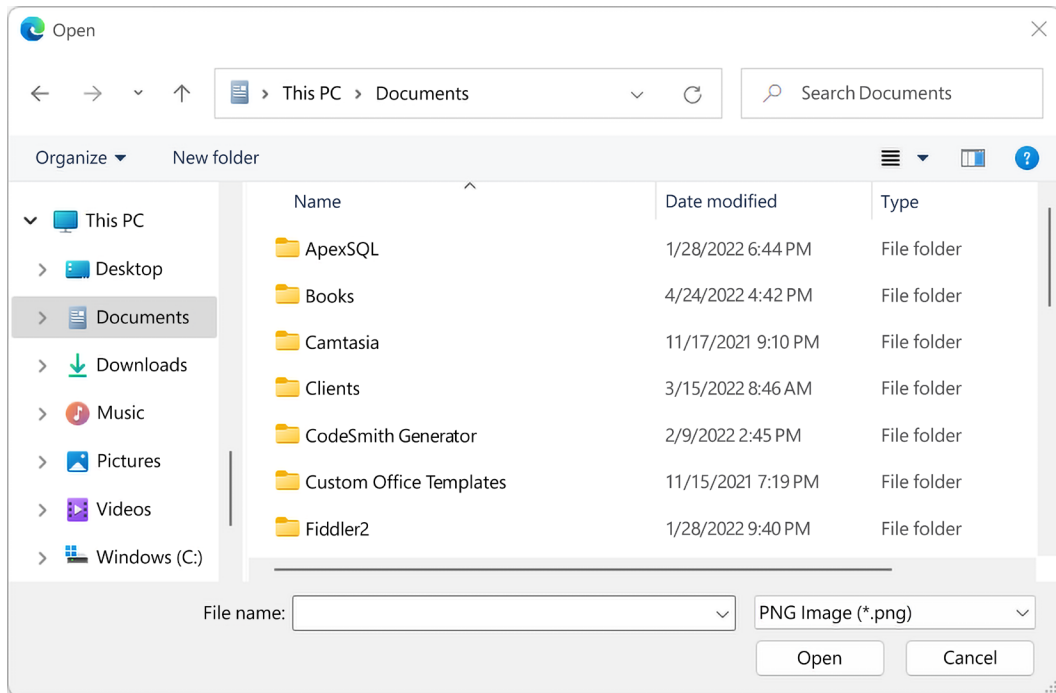 Open
This PC > Documents
Search Documents
Organize
New folder
?
Name
Date modified
Type
This PC
Desktop
Documents
Downloads
Music
Pictures
Videos
Windows (C:)
ApexSQL 1/28/2022 6:44 PM File folder
Books 4/24/2022 4:42 PM File folder
Camtasia 11/17/2021 9:10 PM File folder
Clients 3/15/2022 8:46 AM File folder
CodeSmith Generator 2/9/2022 2:45 PM File folder
Custom Office Templates 11/15/2021 7:19 PM File folder
Fiddler2 1/28/2022 9:40 PM File folder
File name:
PNG Image (*.png)
Open
Cancel